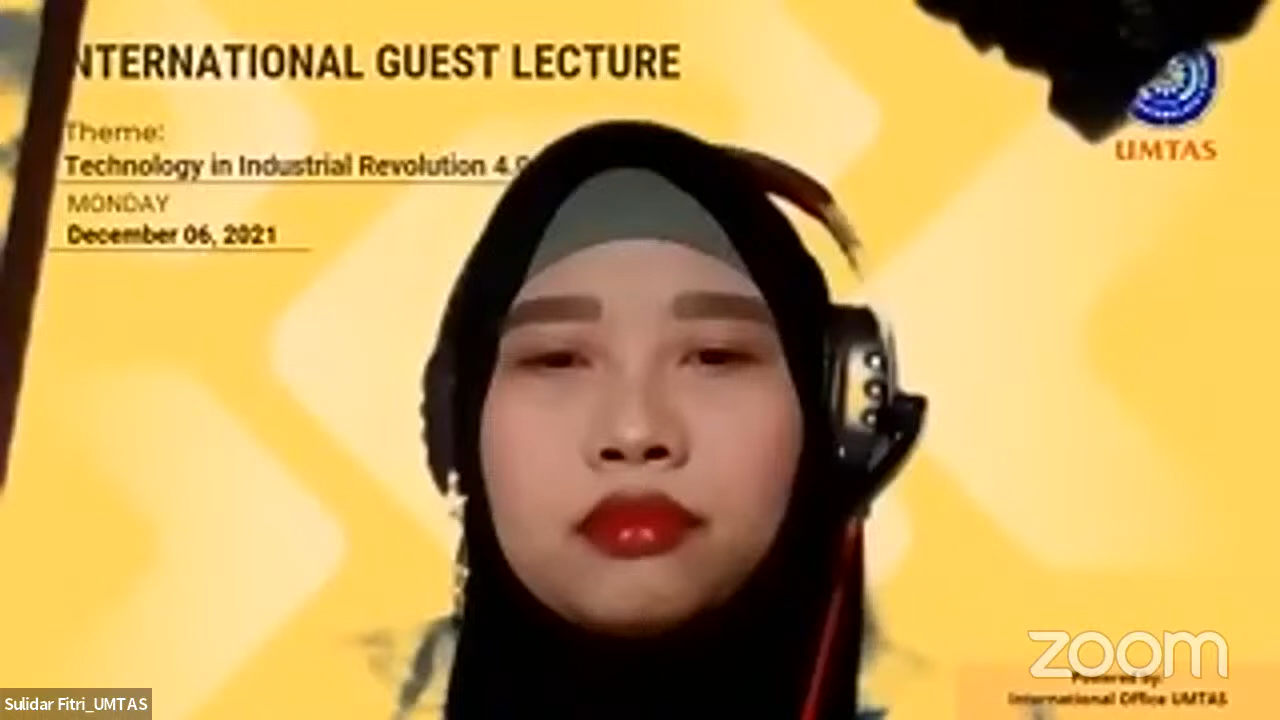 NTERNATIONAL GUEST LECTURE
Theme:
Technology in Industrial Revolution 4.0
MONDAY
December 06, 2021
UMTAS
zoom
Powered by:
International Office UMTAS
Sulidar Fitri_UMTAS